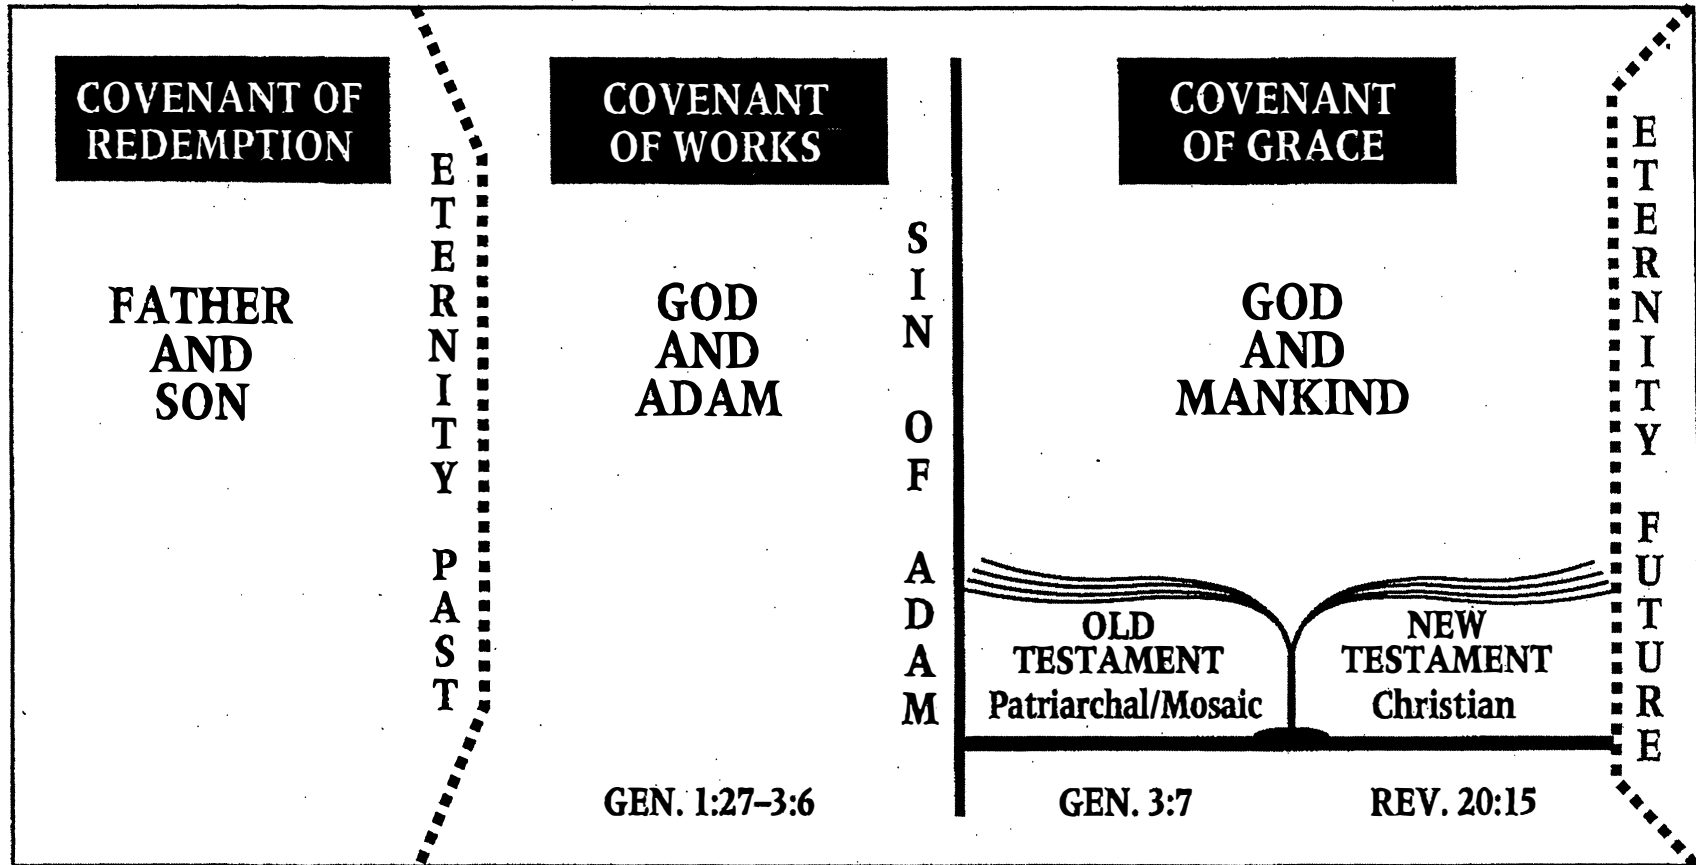 COVENANT OF
REDEMPTION
FATHER
AND
SON
ETERNITY PAST
COVENANT
OF WORKS
GOD
AND
ADAM
GEN. 1:27–3:6
SIN OF ADAM
COVENANT
OF GRACE
GOD
AND
MANKIND
OLD
TESTAMENT
Patriarchal/Mosaic
NEW
TESTAMENT
Christian
GEN. 3:7
REV. 20:15
ETERNITY FUTURE